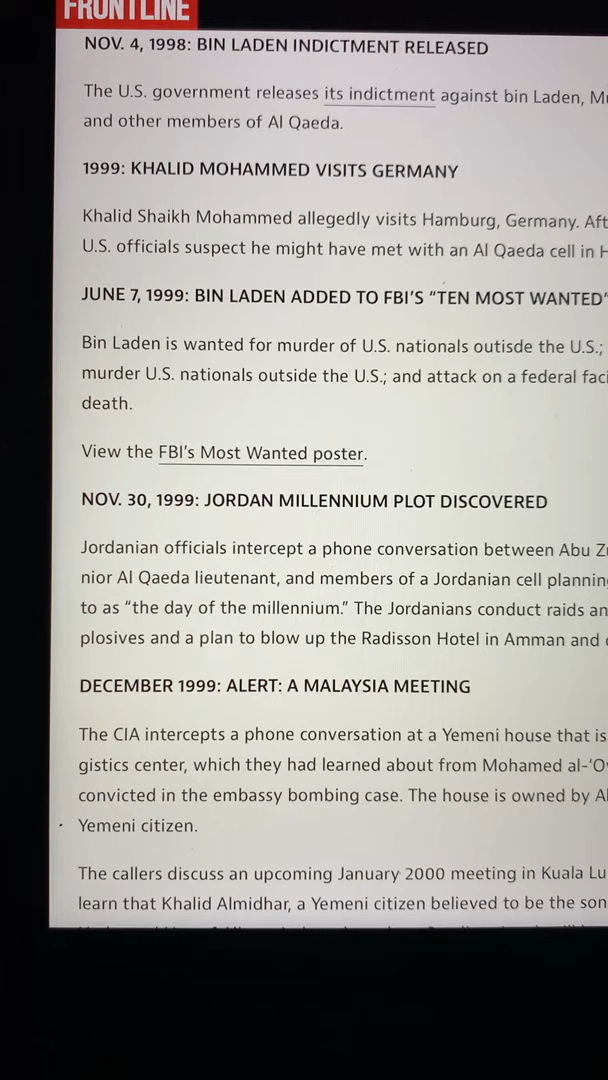 FRONTLINE
NOV. 4, 1998: BIN LADEN INDICTMENT RELEASED
The U.S. government releases its indictment against bin Laden,
and other members of Al Qaeda.
1999: KHALID MOHAMMED VISITS GERMANY
Khalid Shaikh Mohammed allegedly visits Hamburg, Germany.
U.S. officials suspect he might have met with an Al Qaeda cell in
JUNE 7, 1999: BIN LADEN ADDED TO FBI’S “TEN MOST WANTED”
Bin Laden is wanted for murder of U.S. nationals outisde the U.S.;
murder U.S. nationals outside the U.S.; and attack on a federal
death.
View the FBI’s Most Wanted poster.
NOV. 30, 1999: JORDAN MILLENNIUM PLOT DISCOVERED
Jordanian officials intercept a phone conversation between Abu
nior Al Qaeda lieutenant, and members of a Jordanian cell
to as “the day of the millennium.” The Jordanians conduct raids
plosives and a plan to blow up the Radisson Hotel in Amman and
DECEMBER 1999: ALERT: A MALAYSIA MEETING
The CIA intercepts a phone conversation at a Yemeni house that is
gistics center, which they had learned about from Mohamed
convicted in the embassy bombing case. The house is owned by
Yemeni citizen.
The callers discuss an upcoming January 2000 meeting in Kuala
learn that Khalid Almidhar, a Yemeni citizen believed to be the